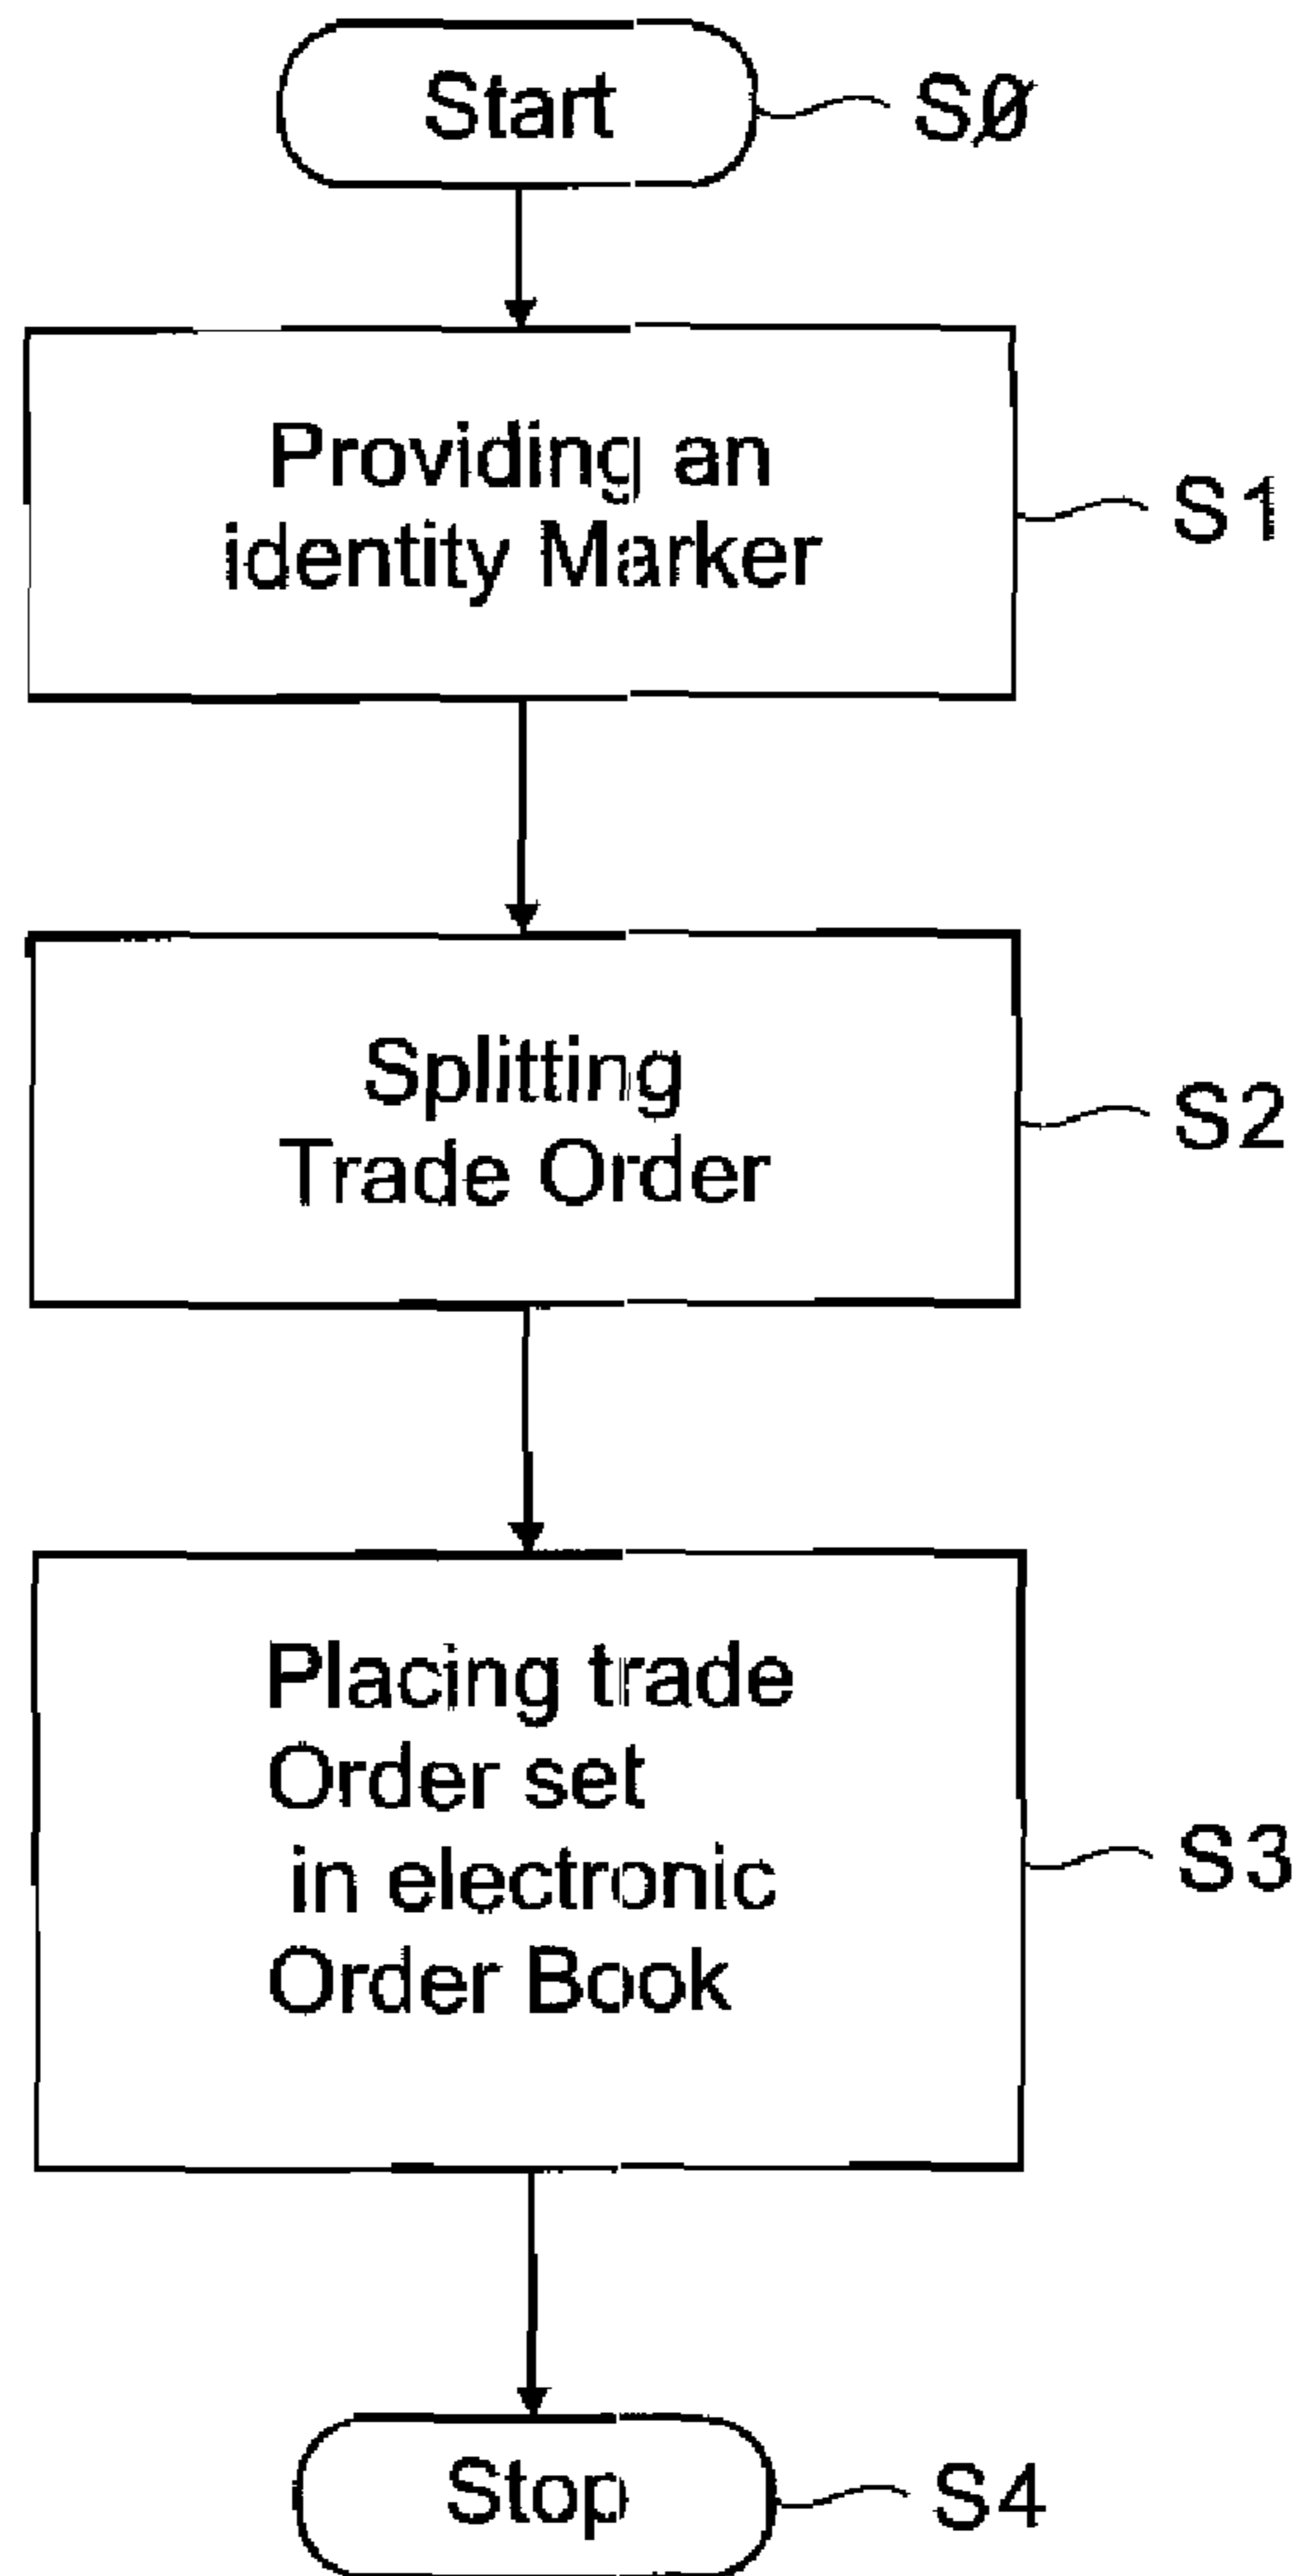 Start
SØ
Providing an
identity Marker
S1
Splitting
Trade Order
S2
Placing trade
Order set
in electronic
Order Book
S3
Stop
S4